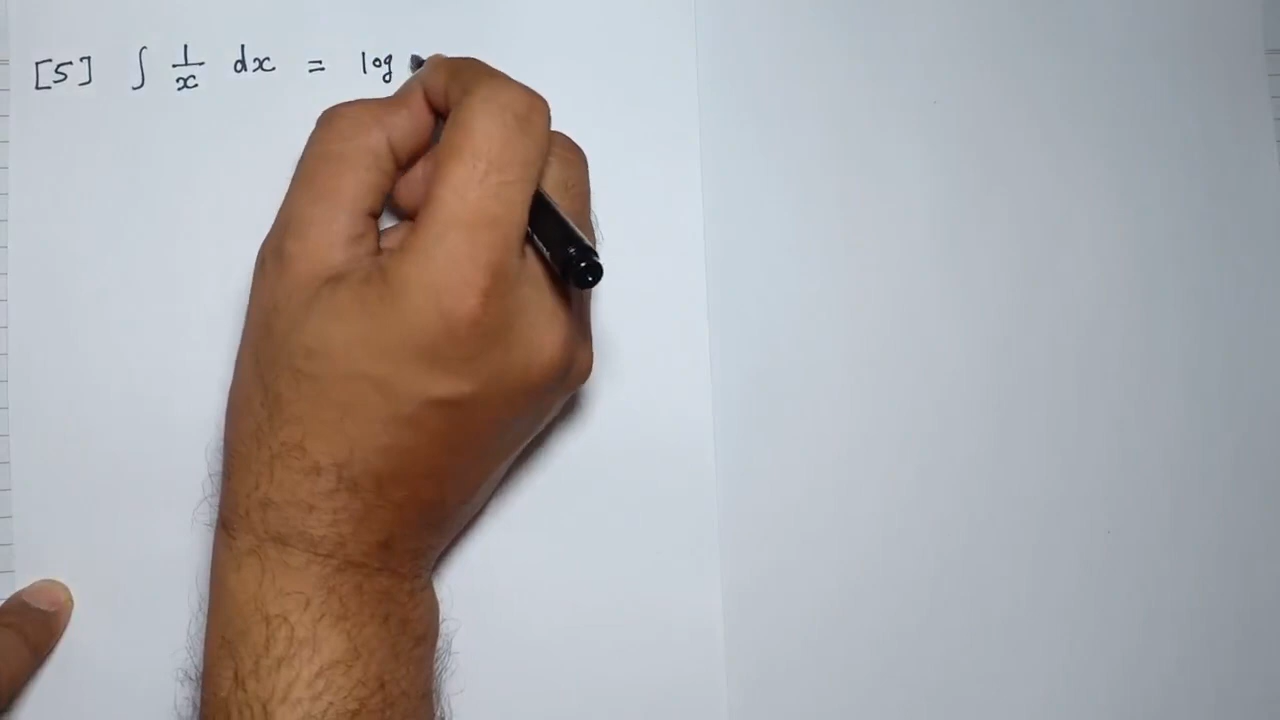 [5] ∫ 1/x dx = log